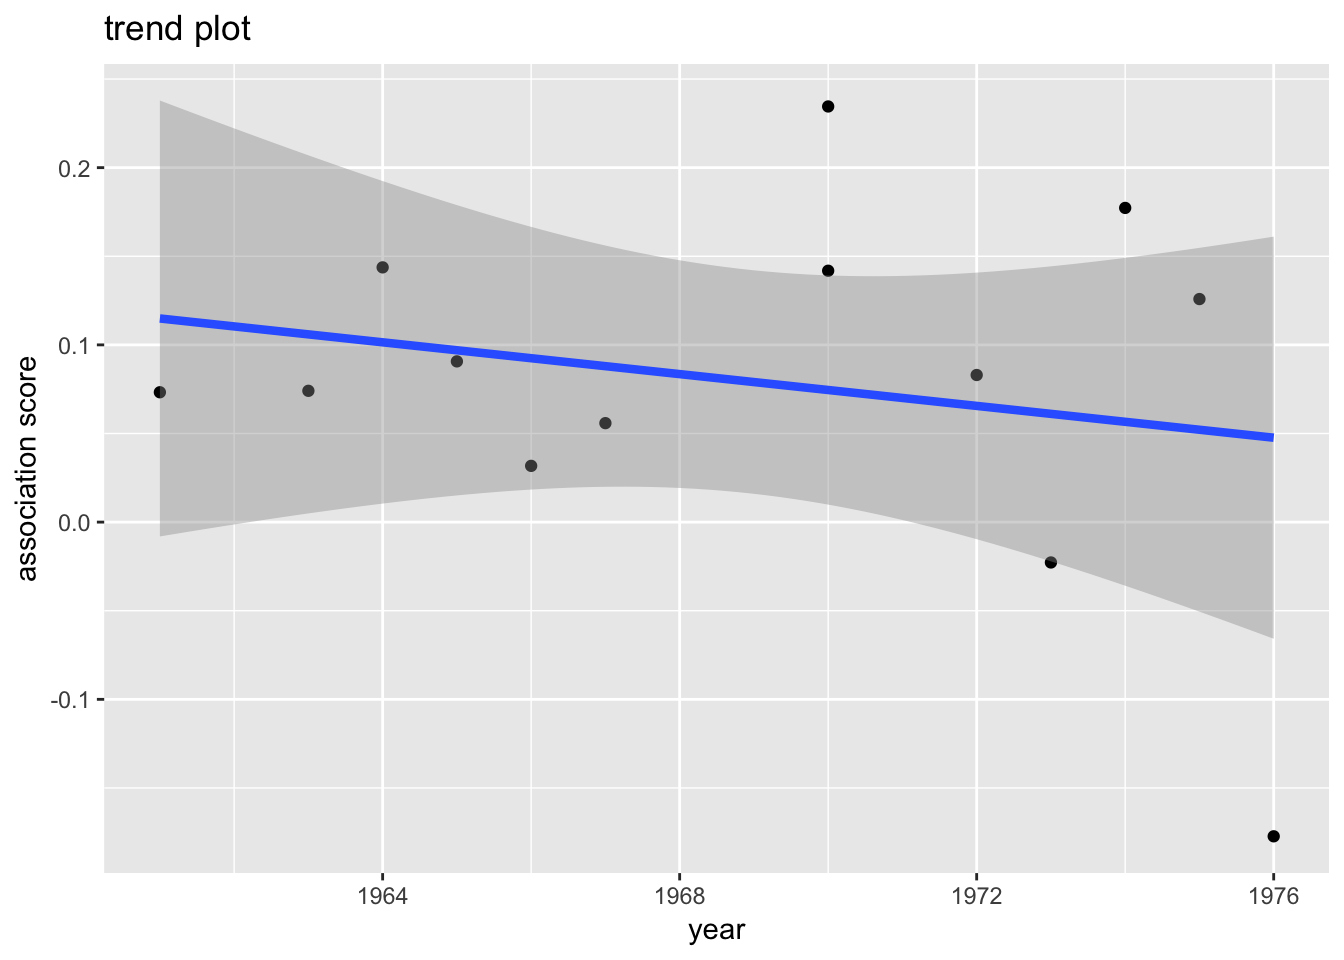 trend plot
association score
0.2
0.1
0.0
-0.1
1964 1968 1972 1976
year